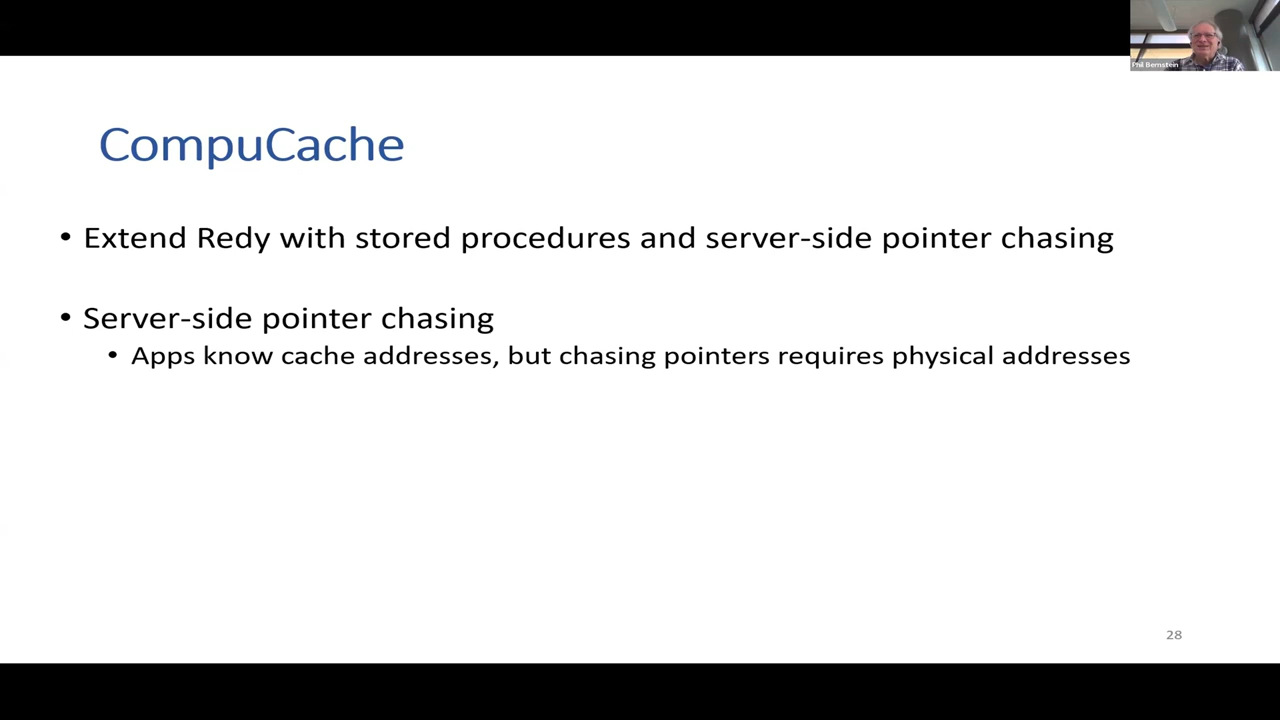 Phil Bernstein
CompuCache
• Extend Redy with stored procedures and server-side pointer chasing
• Server-side pointer chasing
• Apps know cache addresses, but chasing pointers requires physical addresses
28